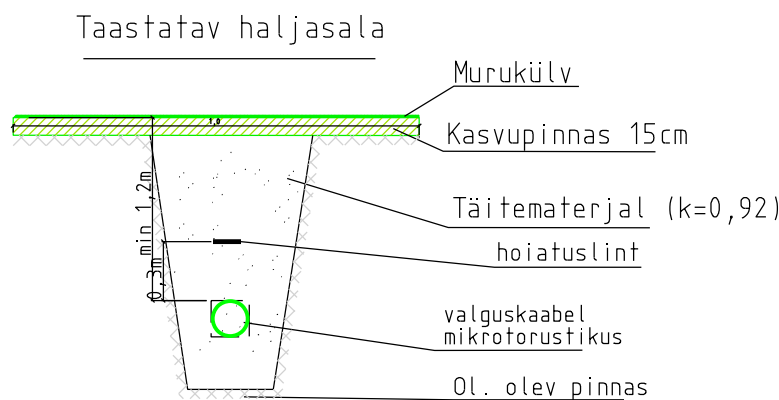 Taastatav haljasala
Murukülv
1,0
Kasvupinnas 15cm
min 1,2m
Täitematerjal (k=0,92)
hoiatuslint
0,3m
valguskaabel
mikrotorustikus
Ol. olev pinnas